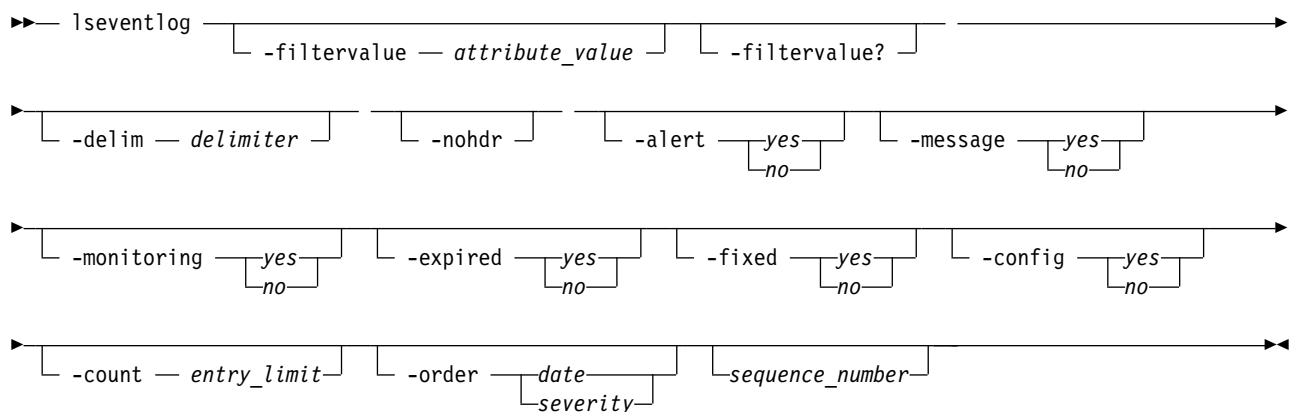 lseventlog
-filtervalue — attribute_value -filtervalue?
-delim — delimiter -nohdr -alert yes -message yes
no no
-monitoring yes -expired yes -fixed yes -config yes
no no no no
-count — entry_limit -order date sequence_number
severity